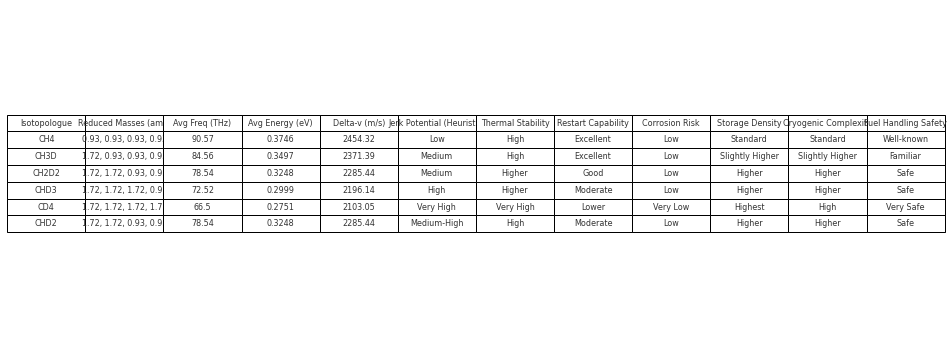 Isotopologue Reduced Masses (am Avg Freq (THz) Avg Energy (eV) Delta-v (m/s) Jerk Potential (Heurist Thermal Stability Restart Capability Corrosion Risk Storage Density Cryogenic Complexi Fuel Handling Safety
CH4 0.93, 0.93, 0.93, 0.9 90.57 0.3746 2454.32 Low High Excellent Low Standard Standard Well-known
CH3D 1.72, 0.93, 0.93, 0.9 84.56 0.3497 2371.39 Medium High Excellent Low Slightly Higher Slightly Higher Familiar
CH2D2 1.72, 1.72, 0.93, 0.9 78.54 0.3248 2285.44 Medium Higher Good Low Higher Higher Safe
CHD3 1.72, 1.72, 1.72, 0.9 72.52 0.2999 2196.14 High Higher Moderate Low Higher Higher Safe
CD4 1.72, 1.72, 1.72, 1.7 66.5 0.2751 2103.05 Very High Very High Lower Very Low Highest High Very Safe
CHD2 1.72, 1.72, 0.93, 0.9 78.54 0.3248 2285.44 Medium-High High Moderate Low Higher Higher Safe